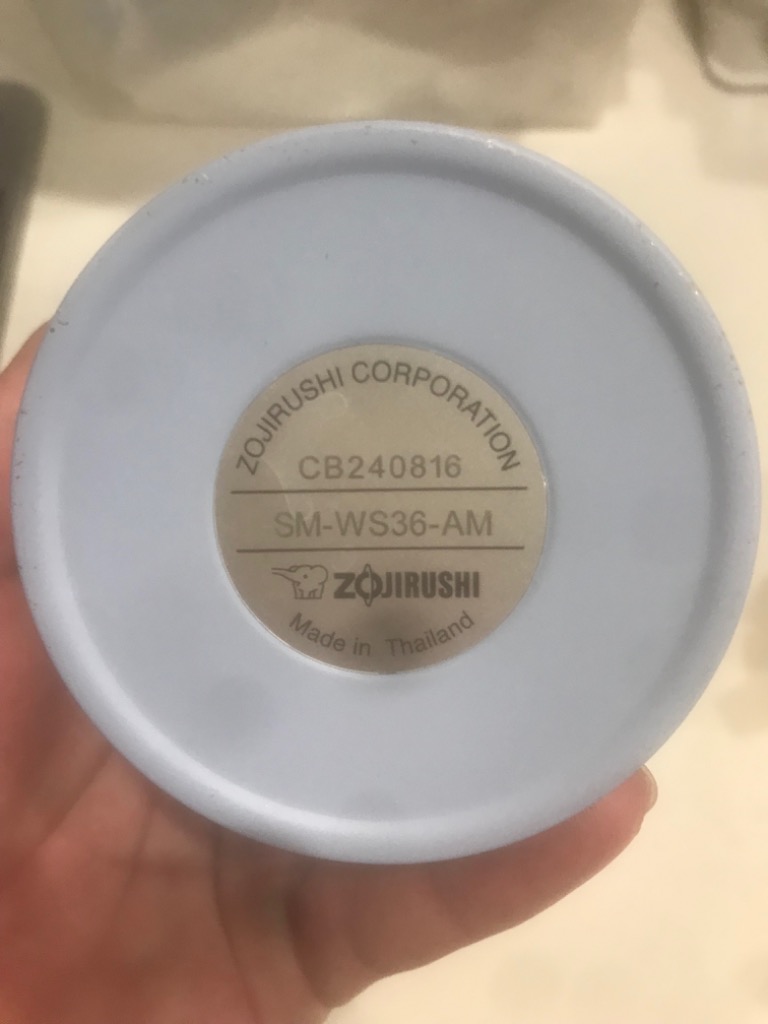 ZOJIRUSHI CORPORATION
CB240816
SM-WS36-AM
ZOJIRUSHI
Made in Thailand